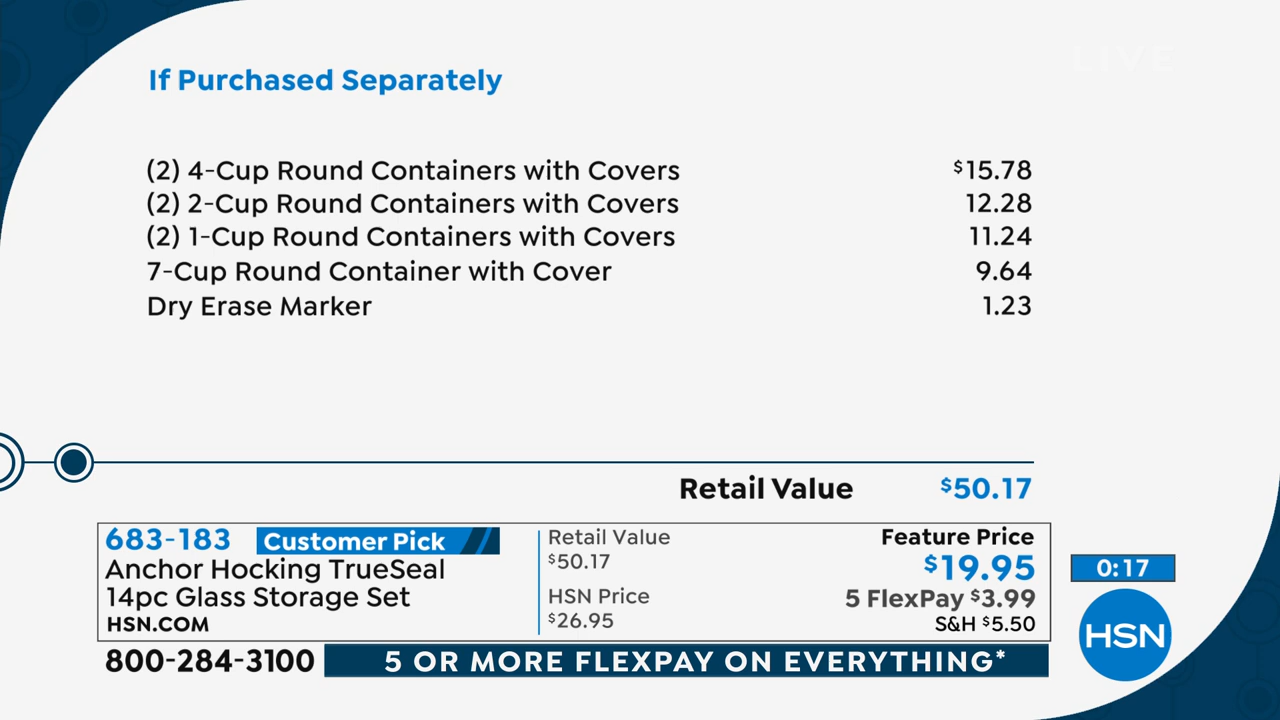 LIVE
If Purchased Separately
(2) 4-Cup Round Containers with Covers $15.78
(2) 2-Cup Round Containers with Covers 12.28
(2) 1-Cup Round Containers with Covers 11.24
7-Cup Round Container with Cover 9.64
Dry Erase Marker 1.23
Retail Value $50.17
683-183 Customer Pick
Anchor Hocking TrueSeal
14pc Glass Storage Set
HSN.COM
Retail Value
$50.17
HSN Price
$26.95
Feature Price
$19.95
5 FlexPay $3.99
S&H $5.50
0:17
HSN
800-284-3100 5 OR MORE FLEXPAY ON EVERYTHING*